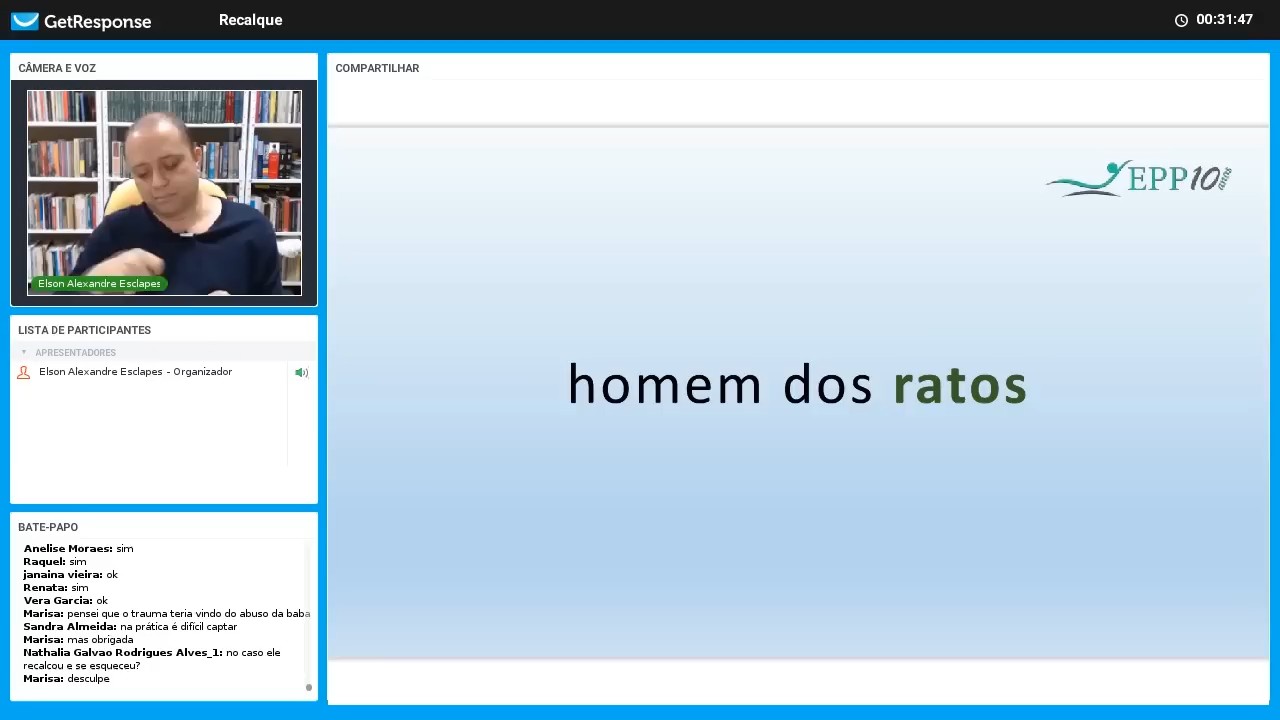 GetResponse
Recalque
00:31:47
CÂMERA E VOZ
Elson Alexandre Esclapes
LISTA DE PARTICIPANTES
APRESENTADORES
Elson Alexandre Esclapes - Organizador
BATE-PAPO
Anelise Moraes: sim
Raquel: sim
janaina vieira: ok
Renata: sim
Vera Garcia: ok
Marisa: pensei que o trauma teria vindo do abuso da baba
Sandra Almeida: na prática é difícil captar
Marisa: mas obrigada
Nathalia Galvao Rodrigues Alves_1: no caso ele
recalcou e se esqueceu?
Marisa: desculpe
COMPARTILHAR
EPP10 anos
homem dos ratos